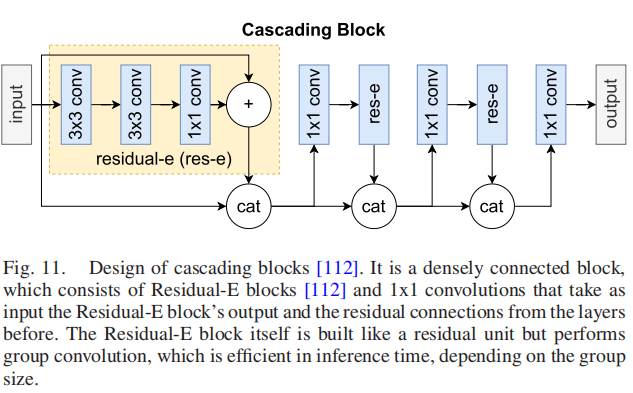 Cascading Block
input
3x3 conv
3x3 conv
1x1 conv
+
residual-e (res-e)
cat
1x1 conv
res-e
cat
1x1 conv
res-e
cat
1x1 conv
output
Fig. 11. Design of cascading blocks [112]. It is a densely connected block,
which consists of Residual-E blocks [112] and 1x1 convolutions that take as
input the Residual-E block's output and the residual connections from the layers
before. The Residual-E block itself is built like a residual unit but performs
group convolution, which is efficient in inference time, depending on the group
size.